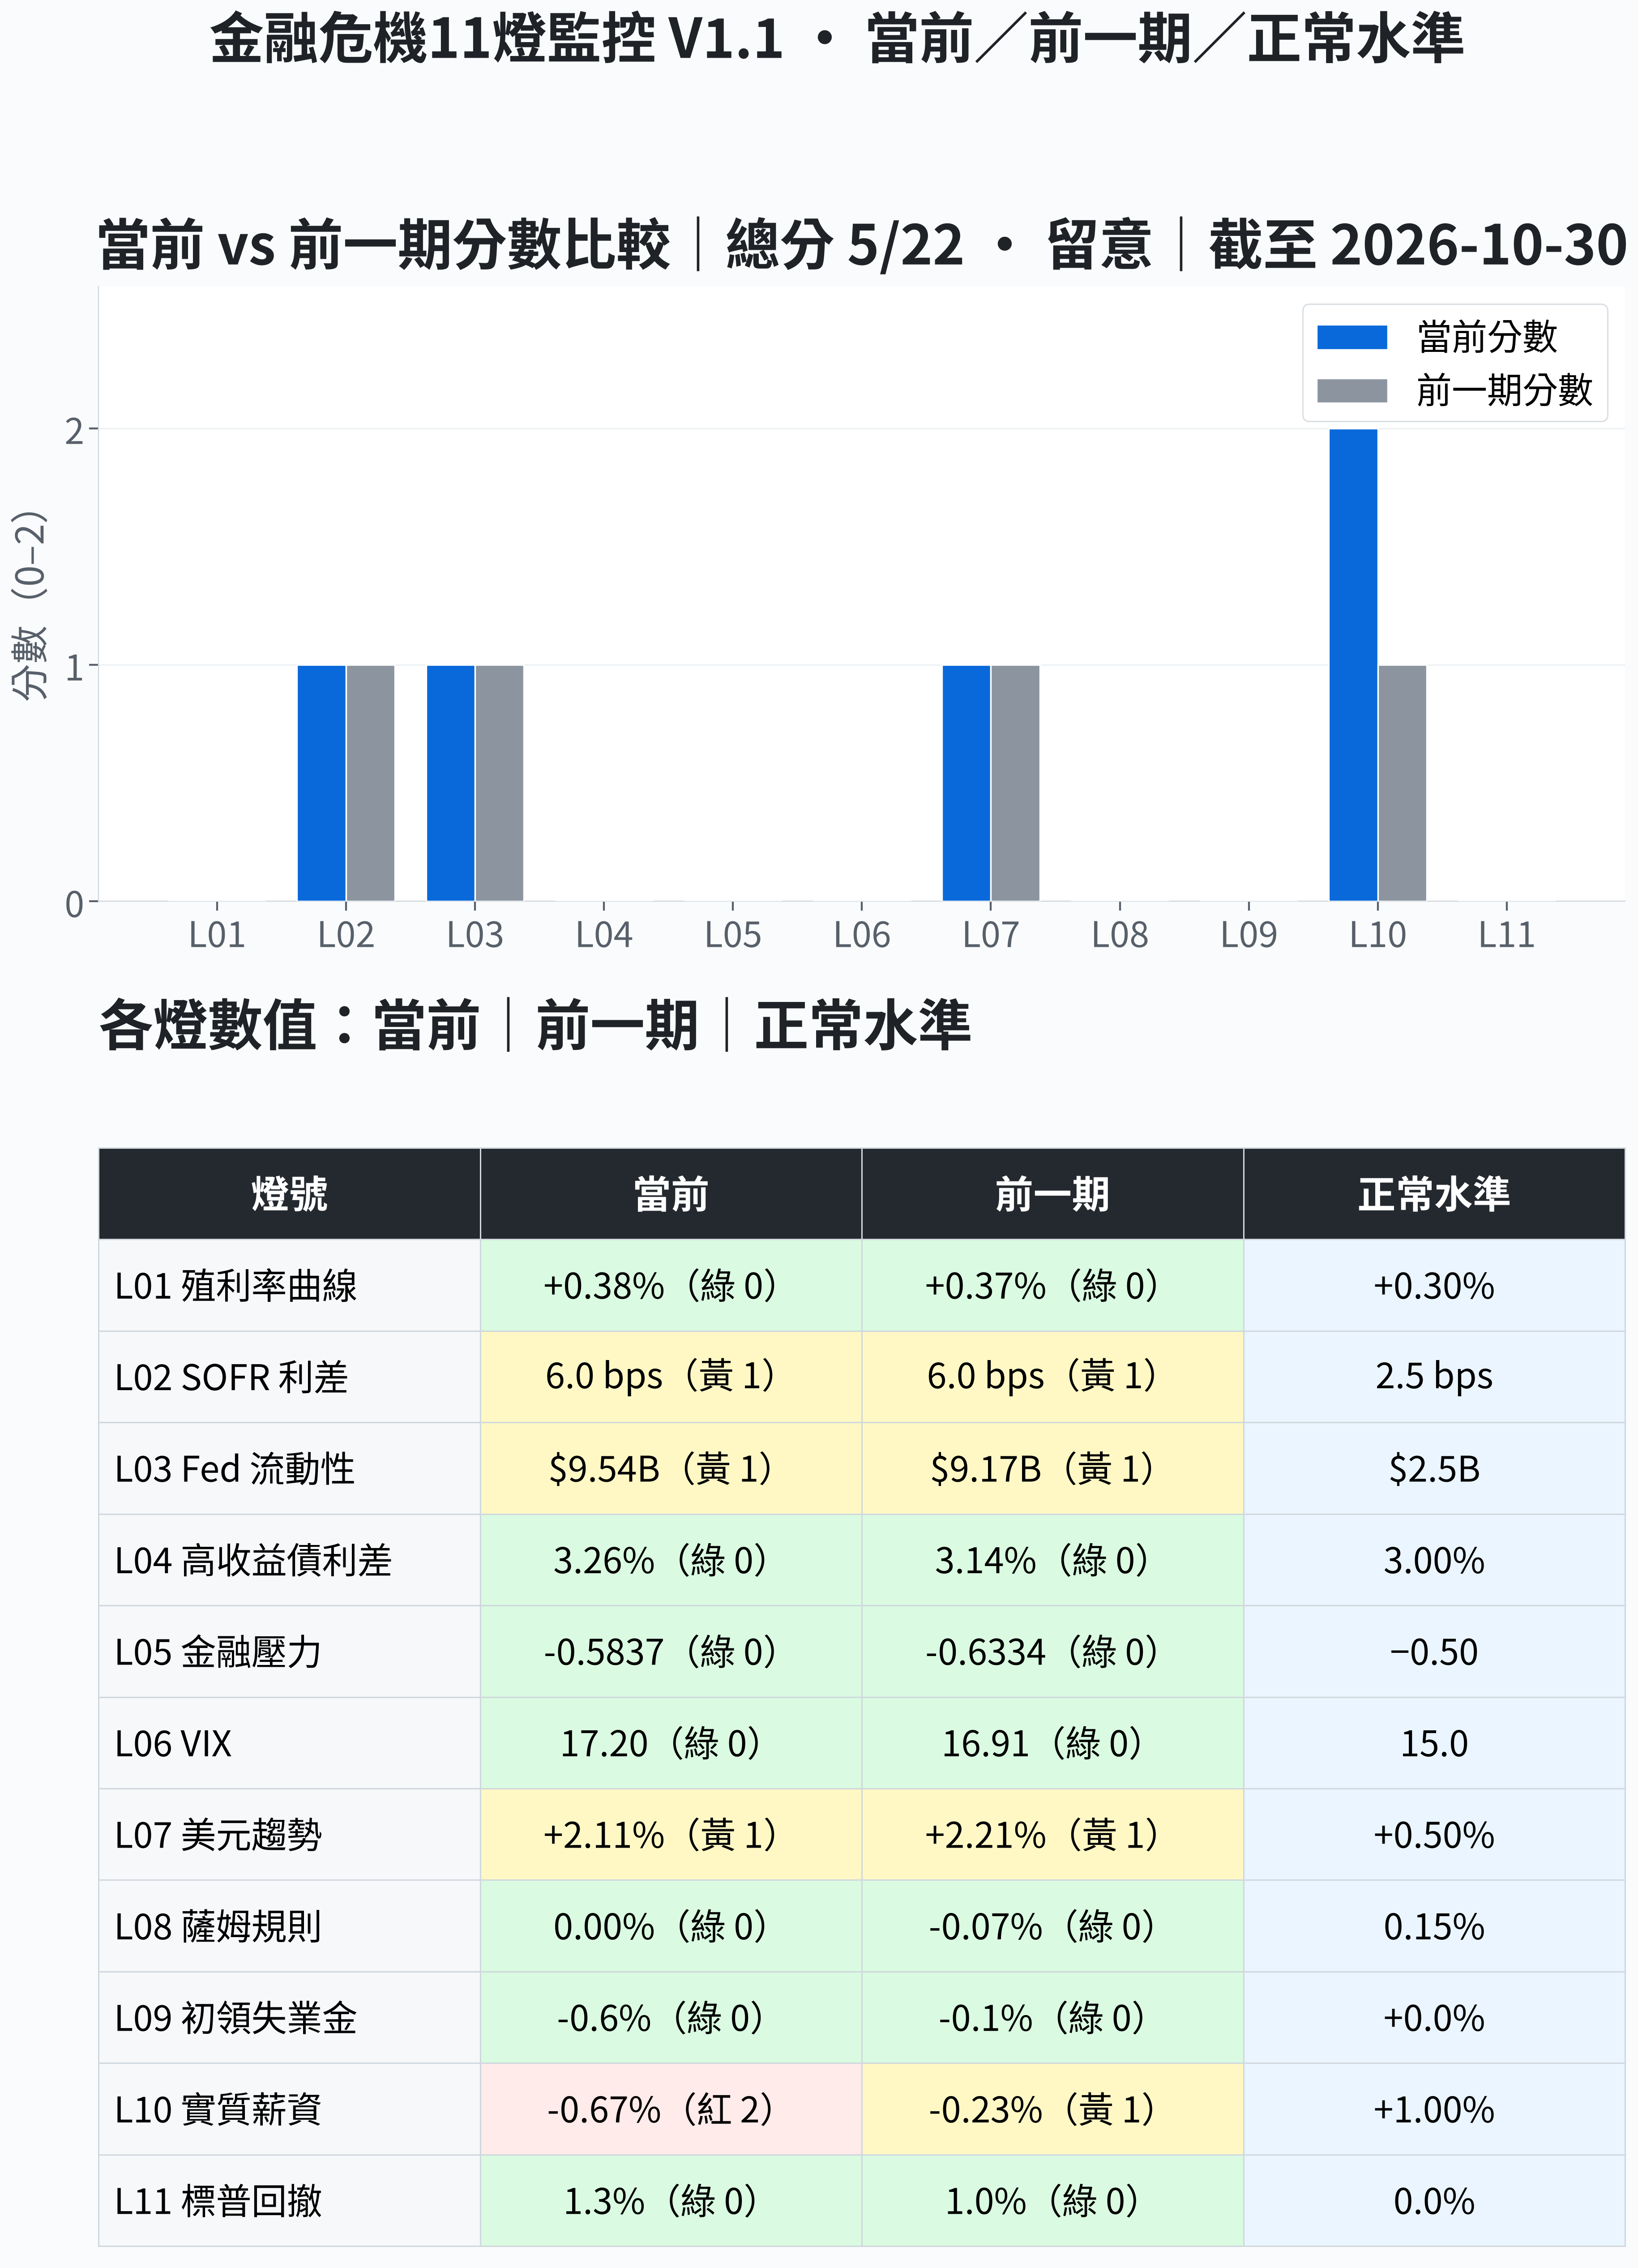 金融危機11燈監控 V1.1 • 當前／前一期／正常水準
當前 vs 前一期分數比較｜總分 5/22 • 留意｜截至 2026-10-30
當前分數
前一期分數
分數（0–2）
2
1
0
L01 L02 L03 L04 L05 L06 L07 L08 L09 L10 L11
各燈數值：當前｜前一期｜正常水準
燈號 當前 前一期 正常水準
L01 殖利率曲線 +0.38%（綠 0） +0.37%（綠 0） +0.30%
L02 SOFR 利差 6.0 bps（黃 1） 6.0 bps（黃 1） 2.5 bps
L03 Fed 流動性 $9.54B（黃 1） $9.17B（黃 1） $2.5B
L04 高收益債利差 3.26%（綠 0） 3.14%（綠 0） 3.00%
L05 金融壓力 -0.5837（綠 0） -0.6334（綠 0） −0.50
L06 VIX 17.20（綠 0） 16.91（綠 0） 15.0
L07 美元趨勢 +2.11%（黃 1） +2.21%（黃 1） +0.50%
L08 薩姆規則 0.00%（綠 0） -0.07%（綠 0） 0.15%
L09 初領失業金 -0.6%（綠 0） -0.1%（綠 0） +0.0%
L10 實質薪資 -0.67%（紅 2） -0.23%（黃 1） +1.00%
L11 標普回撤 1.3%（綠 0） 1.0%（綠 0） 0.0%